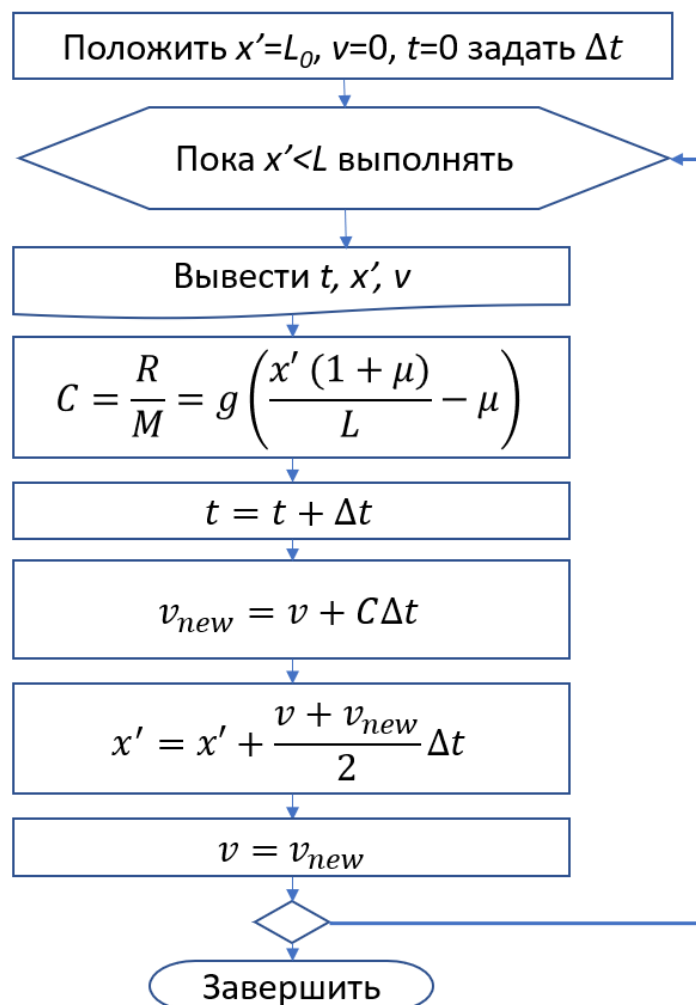 Положить x’=L₀, v=0, t=0 задать Δt
Пока x’<L выполнять
Вывести t, x’, v
C = R/M = g(x′ (1 + μ)/L − μ)
t = t + Δt
vₙₑw = v + CΔt
x′ = x′ + (v + vₙₑw)/2 Δt
v = vₙₑw
Завершить